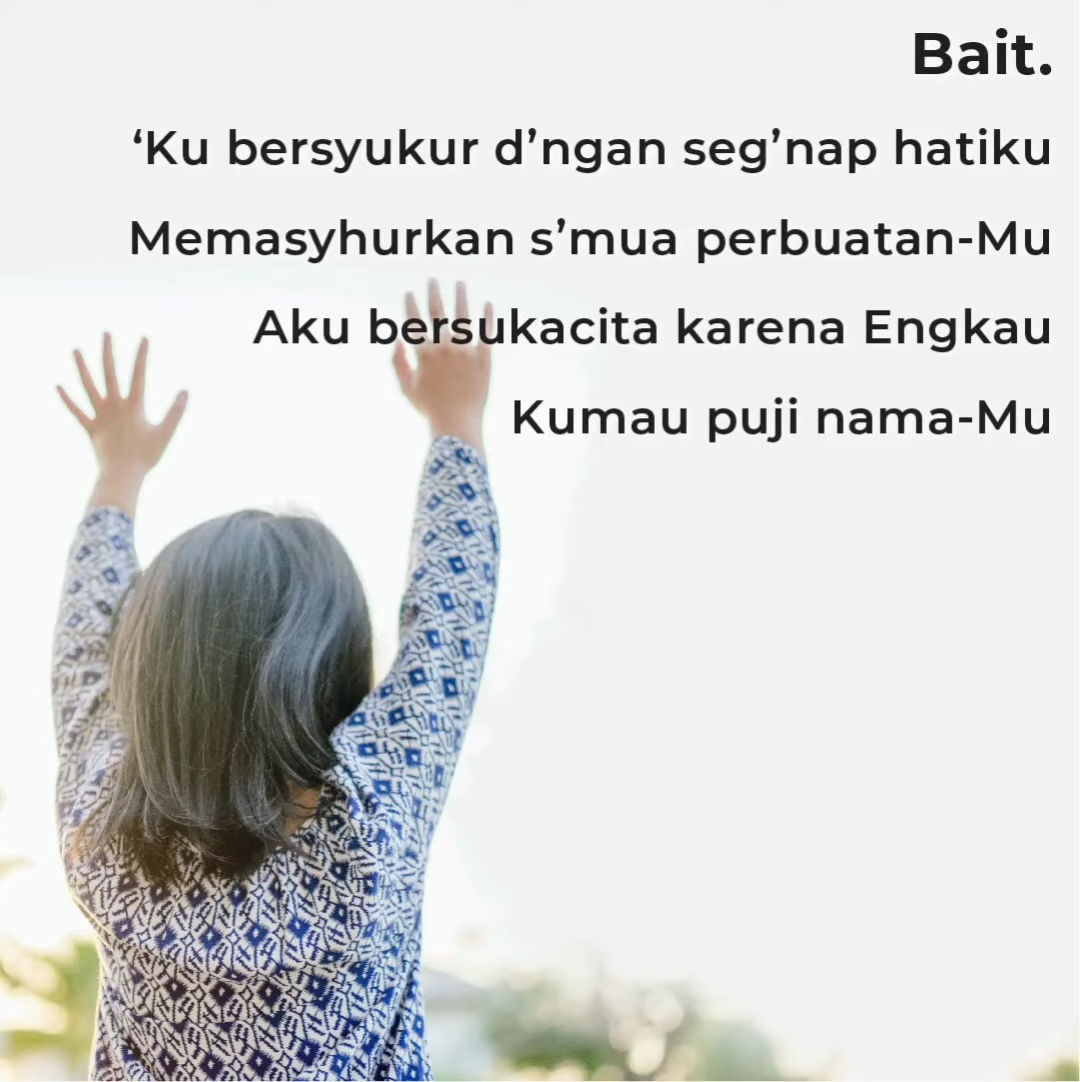 Bait.
‘Ku bersyukur d’ngan seg’nap hatiku
Memasyhurkan s’mua perbuatan-Mu
Aku bersukacita karena Engkau
Kumau puji nama-Mu